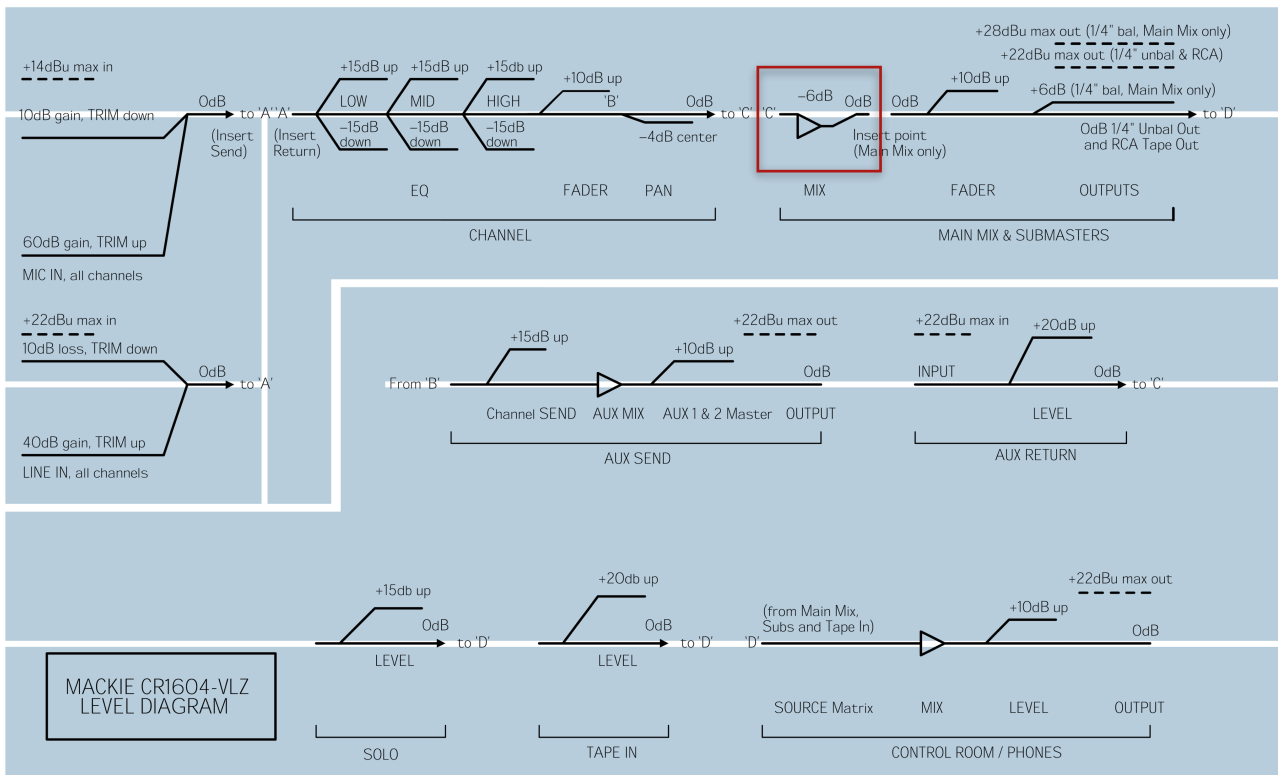 +28dBu max out (1/4" bal, Main Mix only)
+14dBu max in
+15dB up
+15dB up
+15db up
+22dBu max out (1/4" unbal & RCA)
+10dB up
-6dB
+10dB up
0dB
LOW
MID
HIGH
'B'
0dB
0dB
0dB
+6dB (1/4" bal, Main Mix only)
10dB gain, TRIM down
to 'A'
'A'
to 'C'
'C'
to 'D'
(Insert
Send)
(Insert
Return)
-15dB
down
-15dB
down
-15dB
down
-4dB center
Insert point
(Main Mix only)
0dB 1/4" Unbal Out
and RCA Tape Out
EQ
FADER
PAN
MIX
FADER
OUTPUTS
CHANNEL
MAIN MIX & SUBMASTERS
60dB gain, TRIM up
MIC IN, all channels
+22dBu max in
10dB loss, TRIM down
0dB
to 'A'
40dB gain, TRIM up
LINE IN, all channels
+15dB up
+22dBu max out
+10dB up
From 'B'
0dB
Channel SEND
AUX MIX
AUX 1 & 2 Master
OUTPUT
AUX SEND
+22dBu max in
+20dB up
INPUT
0dB
to 'C'
LEVEL
AUX RETURN
+15db up
0dB
to 'D'
LEVEL
SOLO
+20db up
0dB
to 'D'
LEVEL
TAPE IN
+22dBu max out
(from Main Mix,
Subs and Tape In)
+10dB up
0dB
'D'
SOURCE Matrix
MIX
LEVEL
OUTPUT
CONTROL ROOM / PHONES
MACKIE CR1604-VLZ
LEVEL DIAGRAM